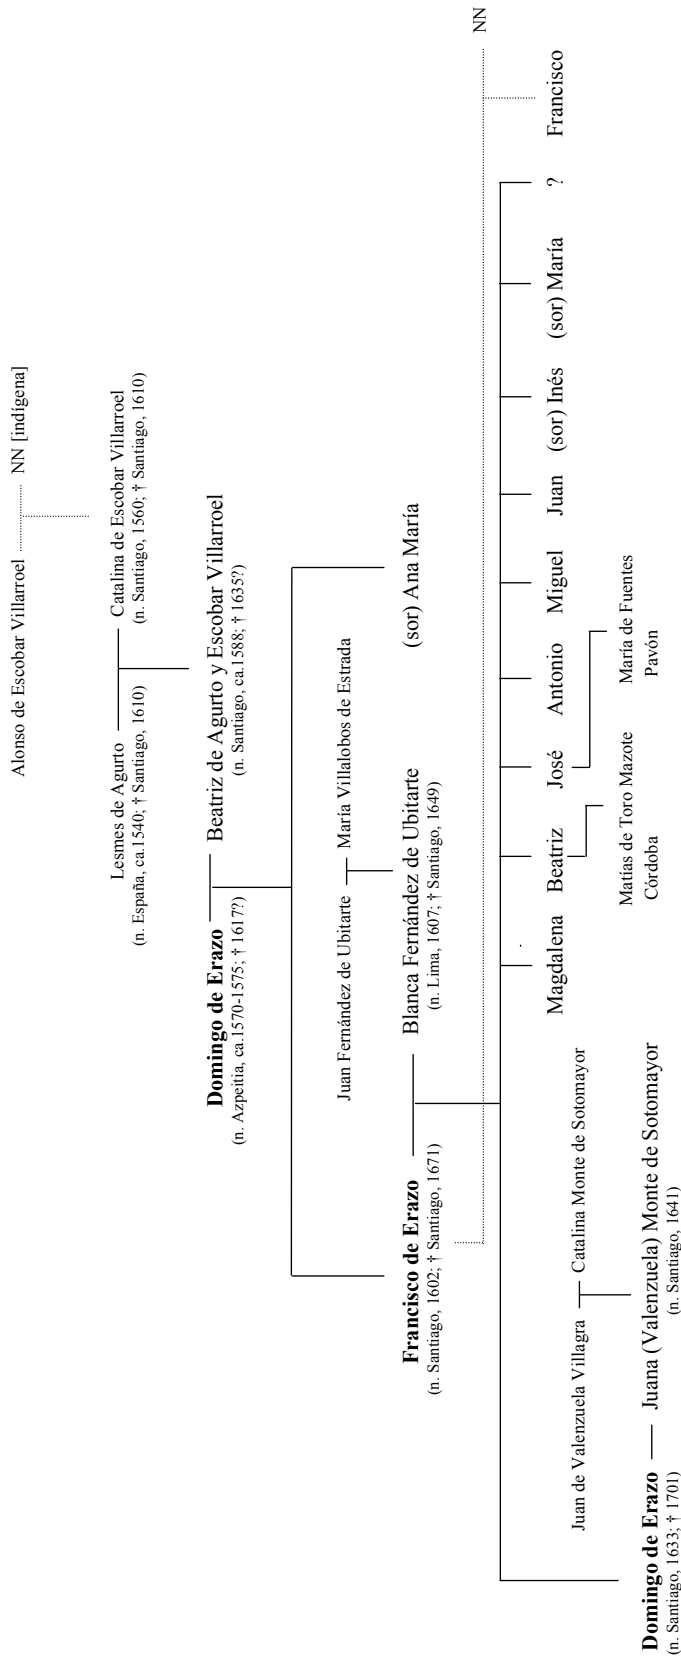 Alonso de Escobar Villarroel
NN [indígena]
Lesmes de Agurto
(n. España, ca.1540; † Santiago, 1610)
Catalina de Escobar Villarroel
(n. Santiago, 1560; † Santiago, 1610)
Domingo de Erazo
(n. Azpeitia, ca.1570-1575; † 1617?)
Beatriz de Agurto y Escobar Villarroel
(n. Santiago, ca.1588; † 1635?)
Juan Fernández de Ubitarte
María Villalobos de Estrada
Francisco de Erazo
(n. Santiago, 1602; † Santiago, 1671)
Blanca Fernández de Ubitarte
(n. Lima, 1607; † Santiago, 1649)
(sor) Ana María
NN
Magdalena
Beatriz
José
Antonio
Miguel
Juan
(sor) Inés
(sor) María
?
Francisco
Juan de Valenzuela Villagra
Catalina Monte de Sotomayor
Matías de Toro Mazote
Córdoba
María de Fuentes
Pavón
Domingo de Erazo
(n. Santiago, 1633; † 1701)
Juana (Valenzuela) Monte de Sotomayor
(n. Santiago, 1641)